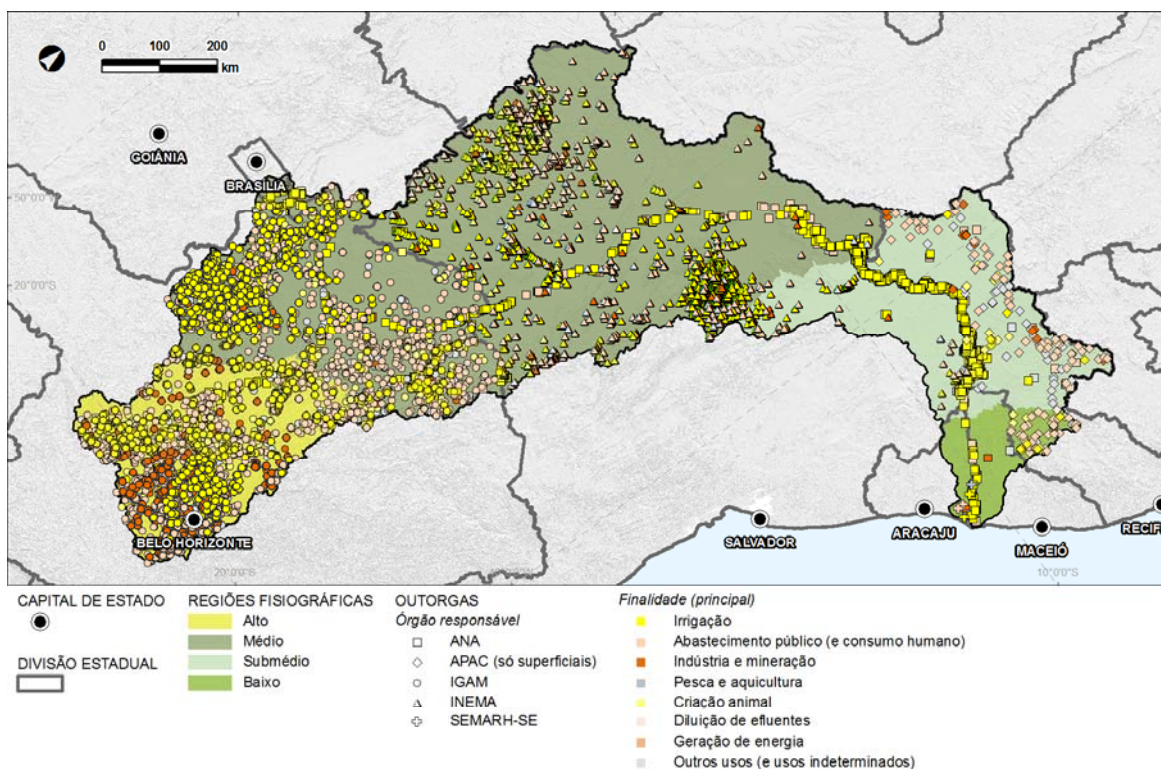 0 100 200
km
GOIÂNIA
BRASÍLIA
50°0'0"W
20°0'0"S
BELO HORIZONTE
SALVADOR
ARACAJU
MACEIÓ
RECIF
20°0'0"S
10°0'0"S
CAPITAL DE ESTADO
DIVISÃO ESTADUAL
REGIÕES FISIOGRÁFICAS
Alto
Médio
Submédio
Baixo
OUTORGAS
Órgão responsável
ANA
APAC (só superficiais)
IGAM
INEMA
SEMARH-SE
Finalidade (principal)
Irrigação
Abastecimento público (e consumo humano)
Indústria e mineração
Pesca e aquicultura
Criação animal
Diluição de efluentes
Geração de energia
Outros usos (e usos indeterminados)